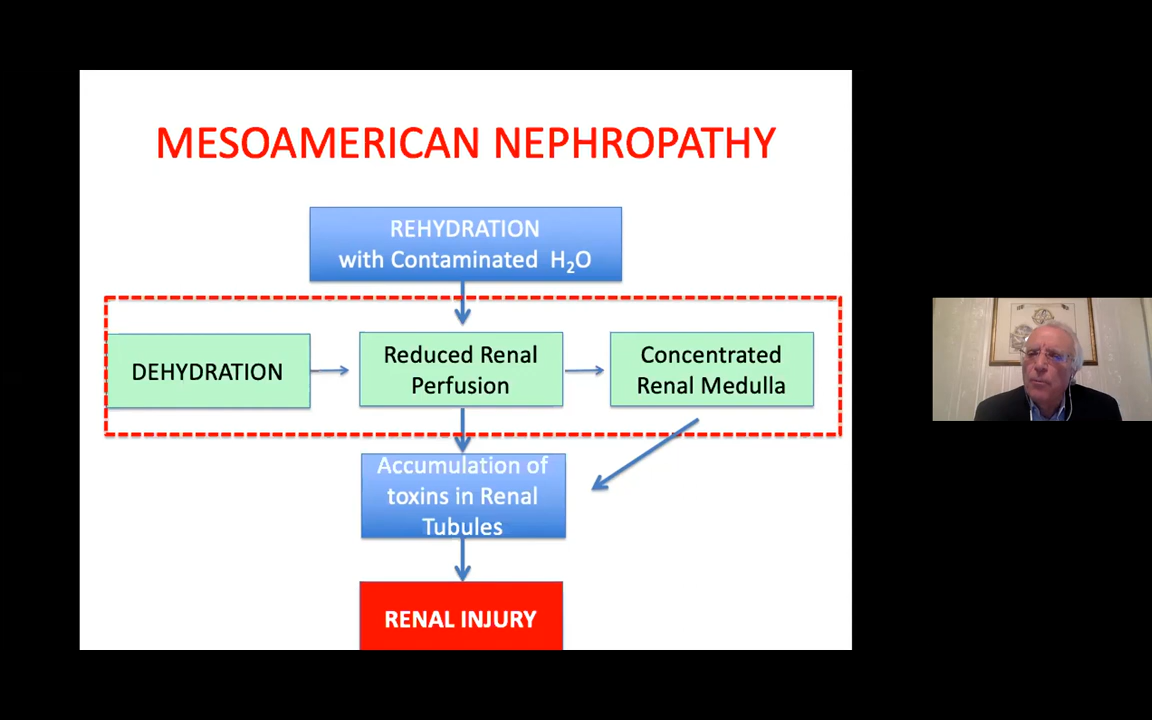 MESOAMERICAN NEPHROPATHY
REHYDRATION
with Contaminated H₂O
DEHYDRATION
Reduced Renal
Perfusion
Concentrated
Renal Medulla
Accumulation of
toxins in Renal
Tubules
RENAL INJURY